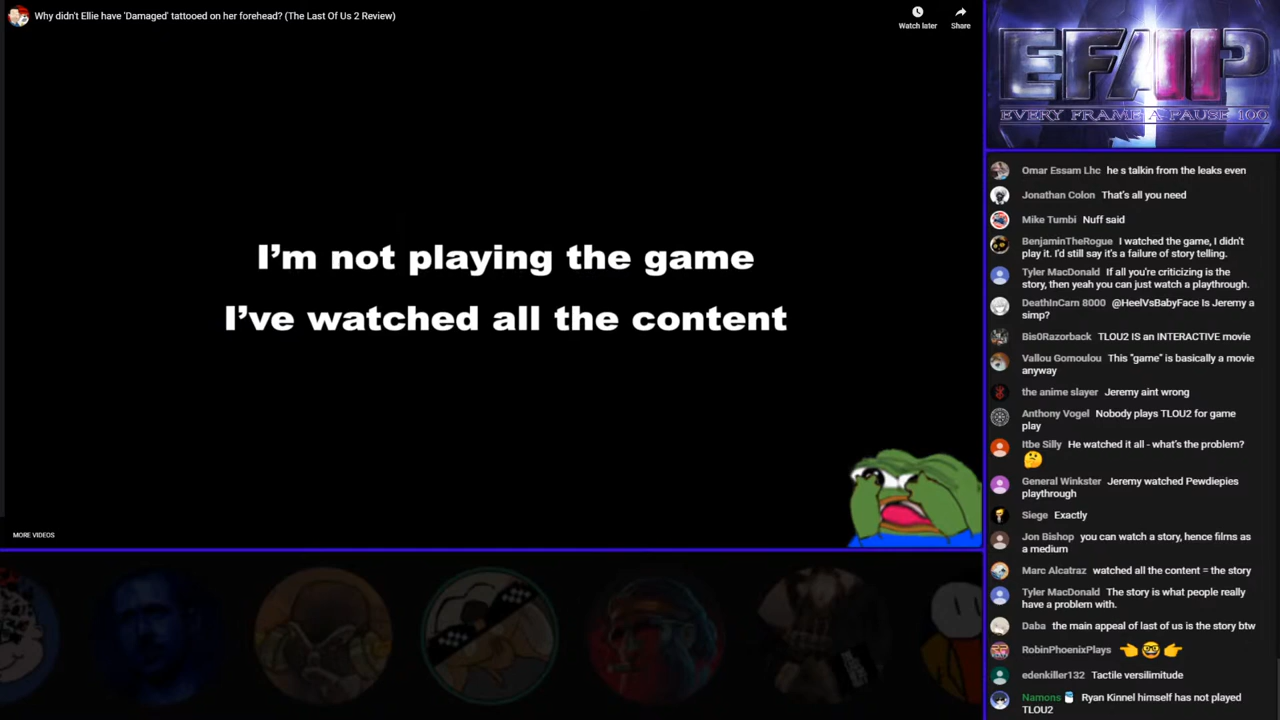 Why didn't Ellie have 'Damaged' tattooed on her forehead? (The Last Of Us 2 Review)
Watch later
Share
I'm not playing the game
I've watched all the content
MORE VIDEOS
EFAP
EVERY FRAME A PAUSE 100
Omar Essam Lhc he s talkin from the leaks even
Jonathan Colon That's all you need
Mike Tumbi Nuff said
BenjaminTheRogue I watched the game, I didn't
play it. I'd still say it's a failure of story telling.
Tyler MacDonald If all you're criticizing is the
story, then yeah you can just watch a playthrough.
DeathInCarn 8000 @HeelVsBabyFace Is Jeremy a
simp?
Bis0Razorback TLOU2 IS an INTERACTIVE movie
Vallou Gomoulou This "game" is basically a movie
anyway
the anime slayer Jeremy aint wrong
Anthony Vogel Nobody plays TLOU2 for game
play
Itbe Silly He watched it all - what's the problem?
General Winkster Jeremy watched Pewdiepies
playthrough
Siege Exactly
Jon Bishop you can watch a story, hence films as
a medium
Marc Alcatraz watched all the content = the story
Tyler MacDonald The story is what people really
have a problem with.
Daba the main appeal of last of us is the story btw
RobinPhoenixPlays
edenkiller132 Tactile versilimitude
Namons Ryan Kinnel himself has not played
TLOU2